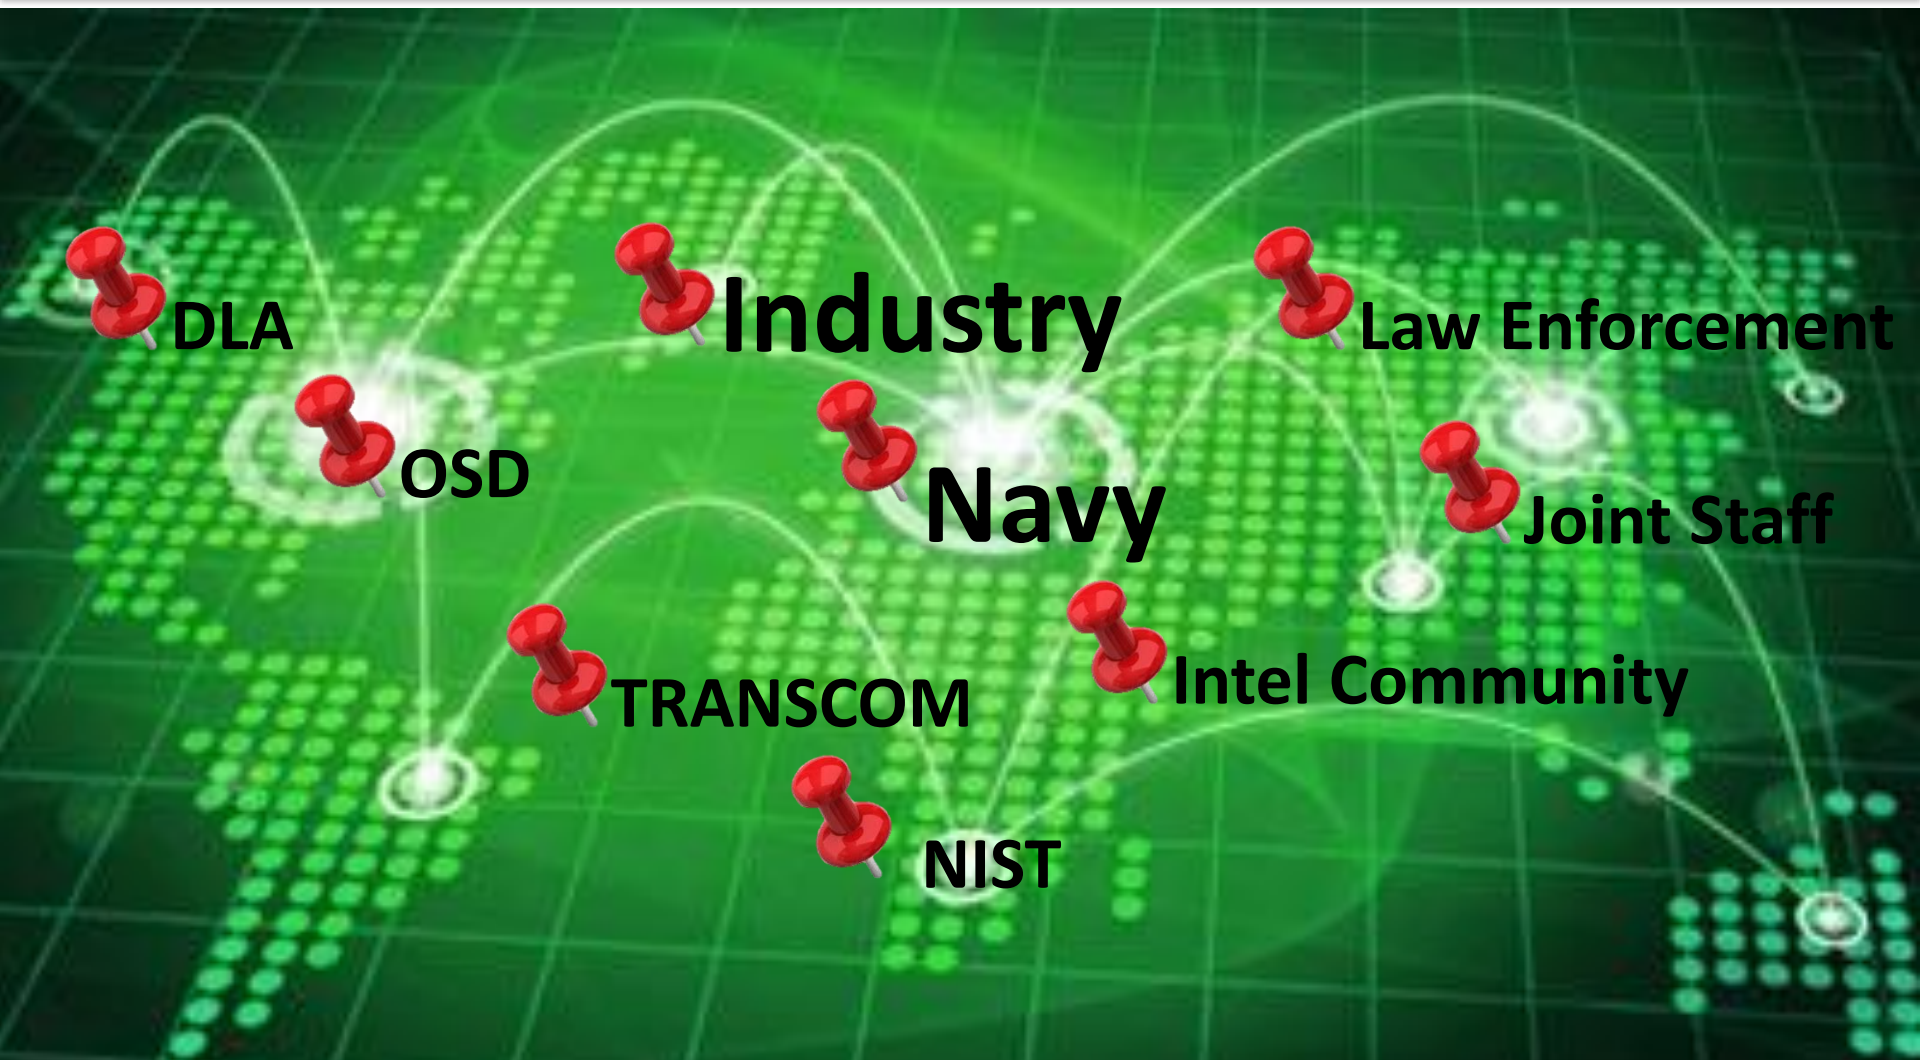 DLA
Industry
Law Enforcement
OSD
Navy
Joint Staff
TRANSCOM
Intel Community
NIST